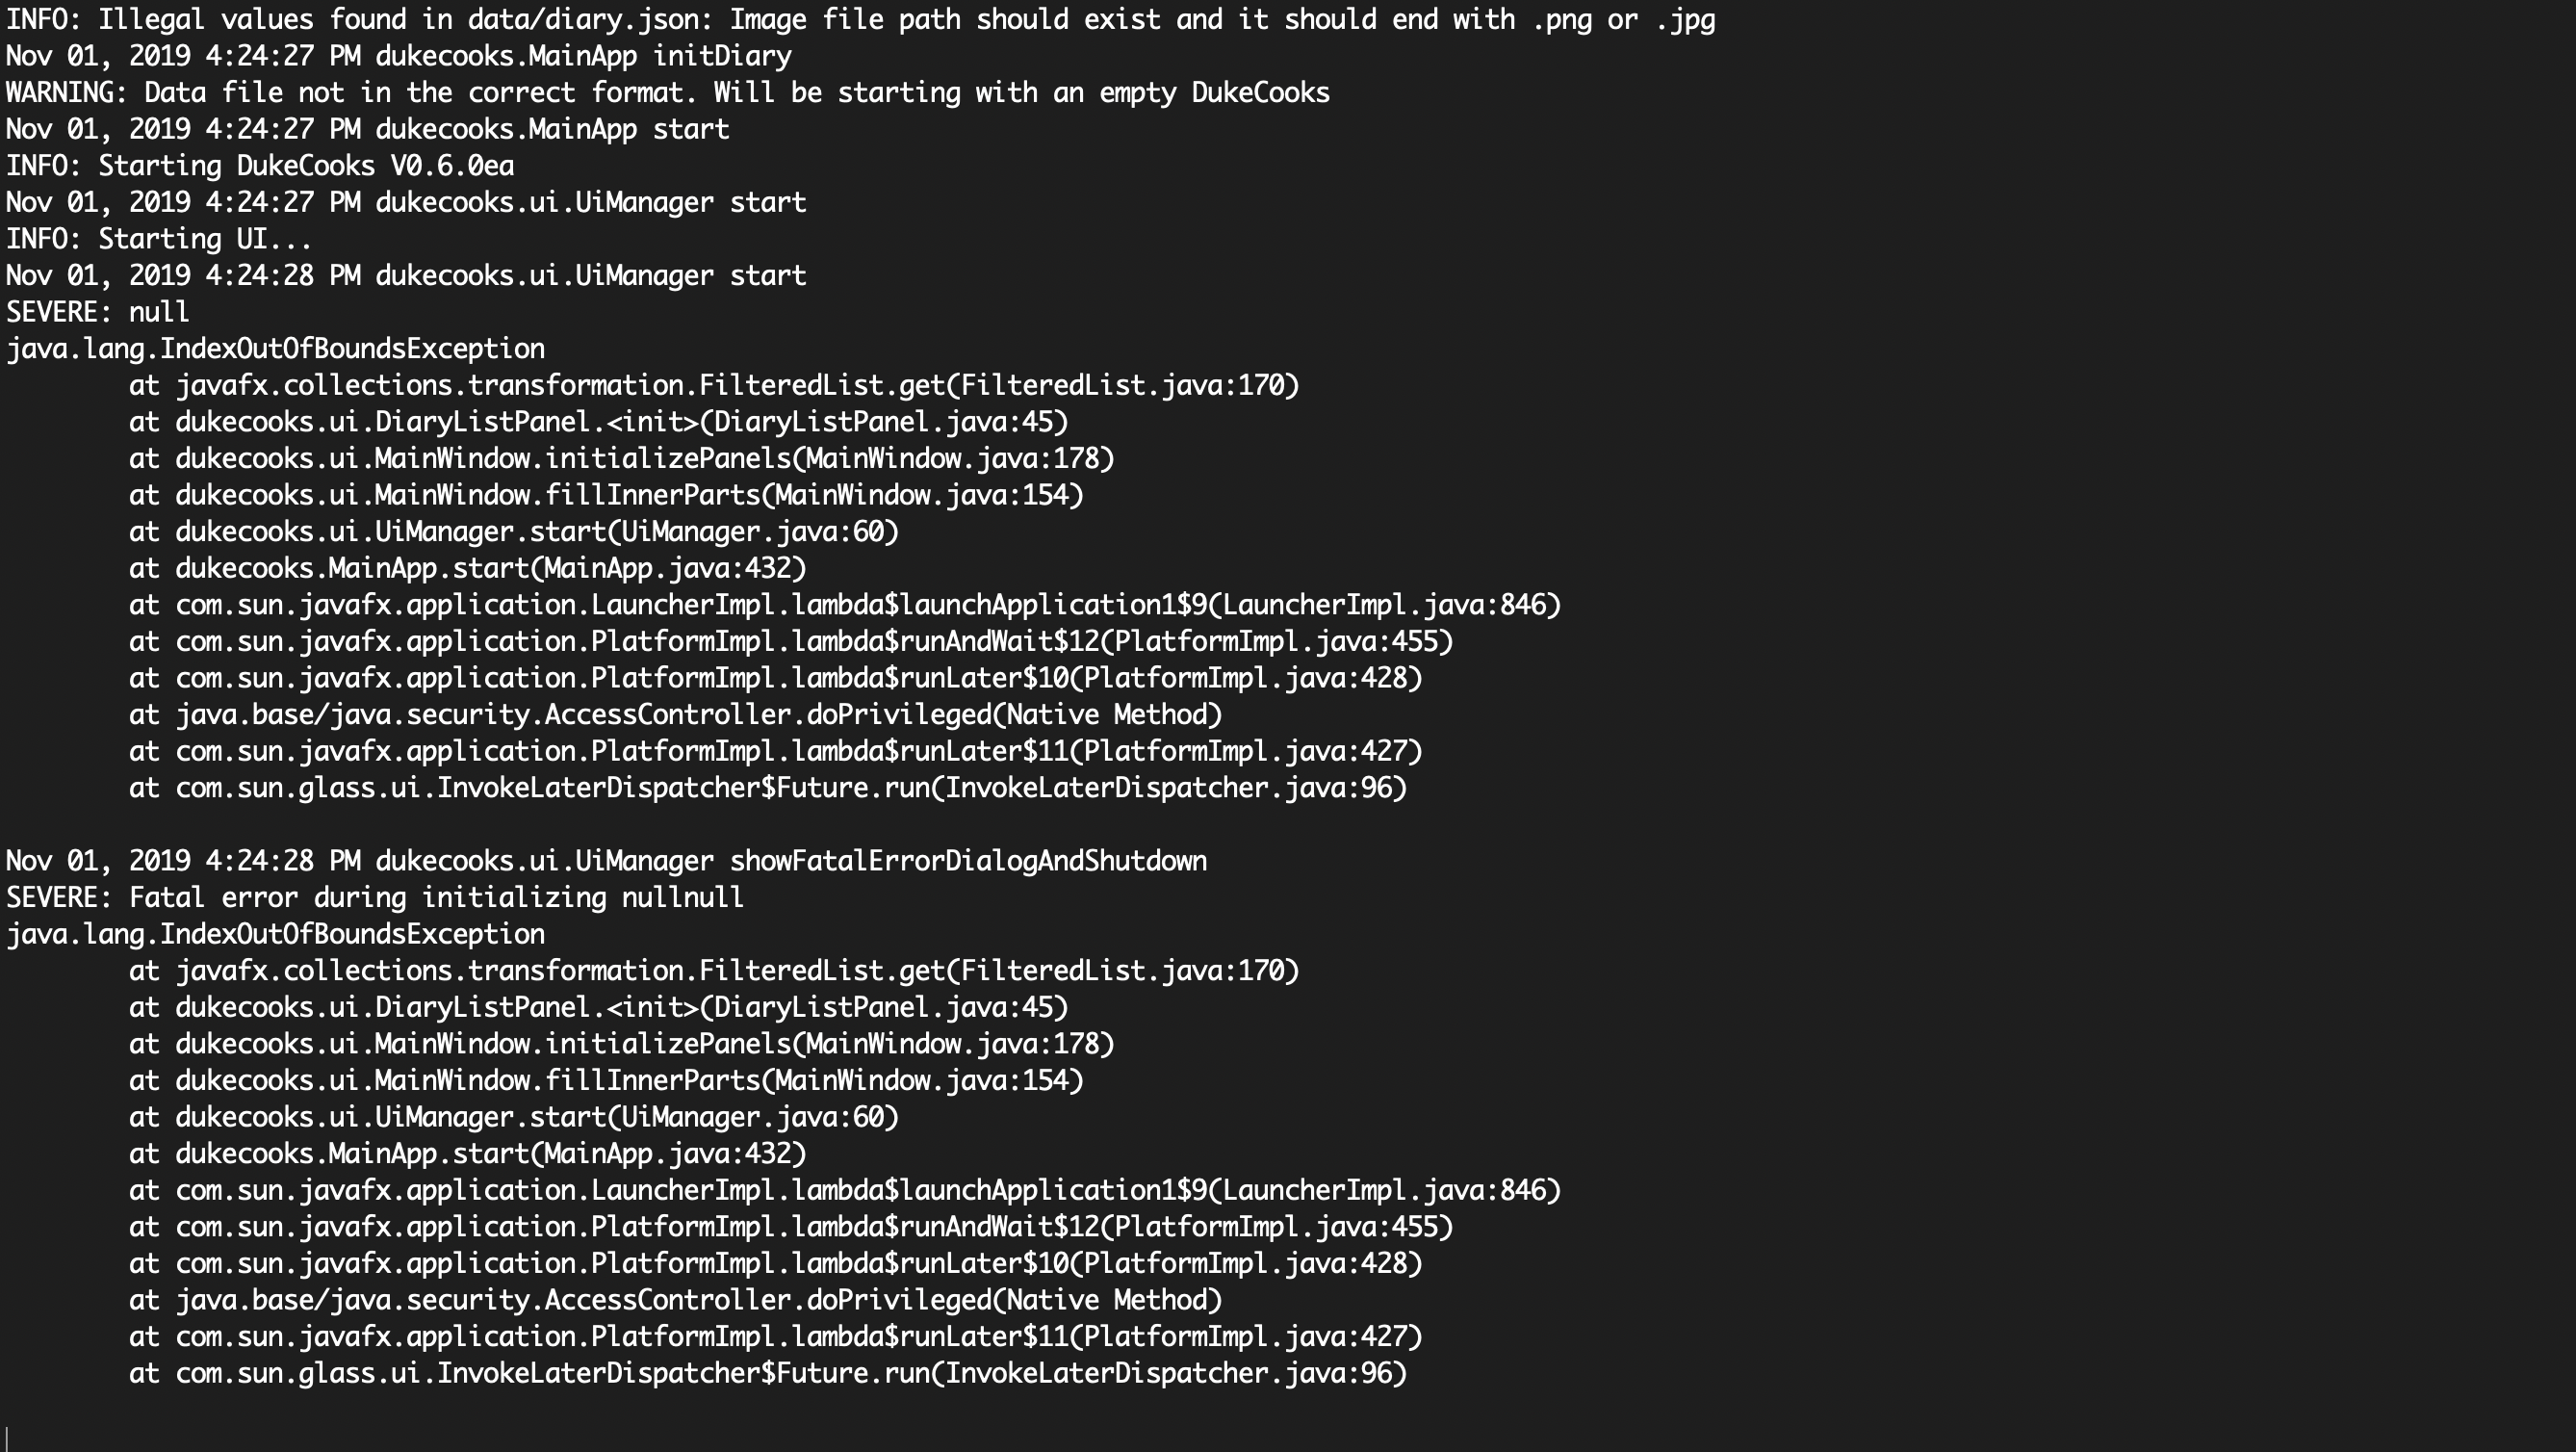 INFO: Illegal values found in data/diary.json: Image file path should exist and it should end with .png or .jpg
Nov 01, 2019 4:24:27 PM dukecooks.MainApp initDiary
WARNING: Data file not in the correct format. Will be starting with an empty DukeCooks
Nov 01, 2019 4:24:27 PM dukecooks.MainApp start
INFO: Starting DukeCooks V0.6.0ea
Nov 01, 2019 4:24:27 PM dukecooks.ui.UiManager start
INFO: Starting UI...
Nov 01, 2019 4:24:28 PM dukecooks.ui.UiManager start
SEVERE: null
java.lang.IndexOutOfBoundsException
        at javafx.collections.transformation.FilteredList.get(FilteredList.java:170)
        at dukecooks.ui.DiaryListPanel.<init>(DiaryListPanel.java:45)
        at dukecooks.ui.MainWindow.initializePanels(MainWindow.java:178)
        at dukecooks.ui.MainWindow.fillInnerParts(MainWindow.java:154)
        at dukecooks.ui.UiManager.start(UiManager.java:60)
        at dukecooks.MainApp.start(MainApp.java:432)
        at com.sun.javafx.application.LauncherImpl.lambda$launchApplication1$9(LauncherImpl.java:846)
        at com.sun.javafx.application.PlatformImpl.lambda$runAndWait$12(PlatformImpl.java:455)
        at com.sun.javafx.application.PlatformImpl.lambda$runLater$10(PlatformImpl.java:428)
        at java.base/java.security.AccessController.doPrivileged(Native Method)
        at com.sun.javafx.application.PlatformImpl.lambda$runLater$11(PlatformImpl.java:427)
        at com.sun.glass.ui.InvokeLaterDispatcher$Future.run(InvokeLaterDispatcher.java:96)

Nov 01, 2019 4:24:28 PM dukecooks.ui.UiManager showFatalErrorDialogAndShutdown
SEVERE: Fatal error during initializing nullnull
java.lang.IndexOutOfBoundsException
        at javafx.collections.transformation.FilteredList.get(FilteredList.java:170)
        at dukecooks.ui.DiaryListPanel.<init>(DiaryListPanel.java:45)
        at dukecooks.ui.MainWindow.initializePanels(MainWindow.java:178)
        at dukecooks.ui.MainWindow.fillInnerParts(MainWindow.java:154)
        at dukecooks.ui.UiManager.start(UiManager.java:60)
        at dukecooks.MainApp.start(MainApp.java:432)
        at com.sun.javafx.application.LauncherImpl.lambda$launchApplication1$9(LauncherImpl.java:846)
        at com.sun.javafx.application.PlatformImpl.lambda$runAndWait$12(PlatformImpl.java:455)
        at com.sun.javafx.application.PlatformImpl.lambda$runLater$10(PlatformImpl.java:428)
        at java.base/java.security.AccessController.doPrivileged(Native Method)
        at com.sun.javafx.application.PlatformImpl.lambda$runLater$11(PlatformImpl.java:427)
        at com.sun.glass.ui.InvokeLaterDispatcher$Future.run(InvokeLaterDispatcher.java:96)